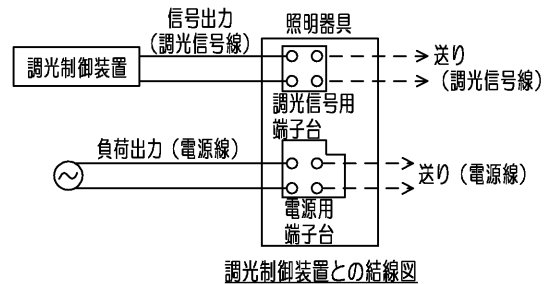 信号出力
(調光信号線)
照明器具
調光制御装置
送り
(調光信号線)
調光信号用
端子台
負荷出力(電源線)
送り(電源線)
電源用
端子台
調光制御装置との結線図